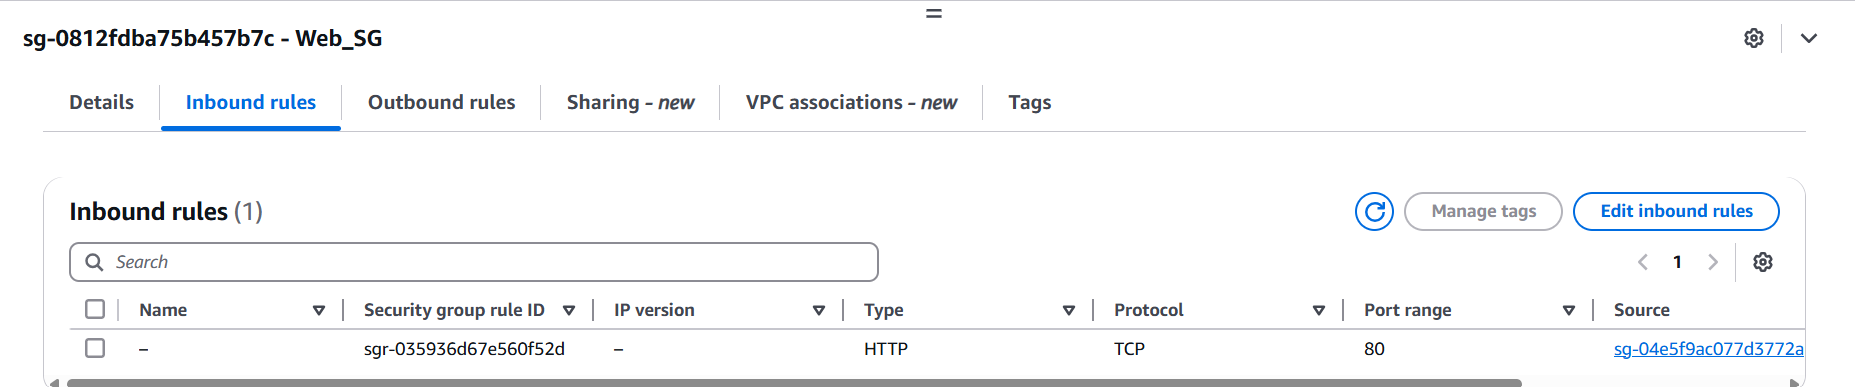 sg-0812fdba75b457b7c - Web_SG
Details Inbound rules Outbound rules Sharing - new VPC associations - new Tags
Inbound rules (1)
Manage tags Edit inbound rules
Search
1
Name Security group rule ID IP version Type Protocol Port range Source
– sgr-035936d67e560f52d – HTTP TCP 80 sg-04e5f9ac077d3772a